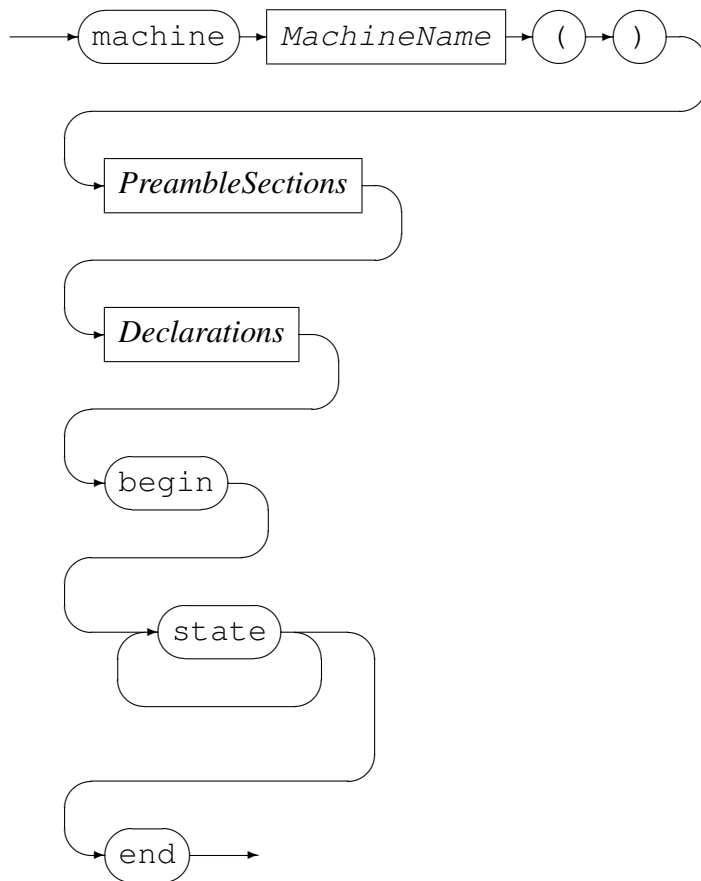 machine MachineName ( )
PreambleSections
Declarations
begin
state
end